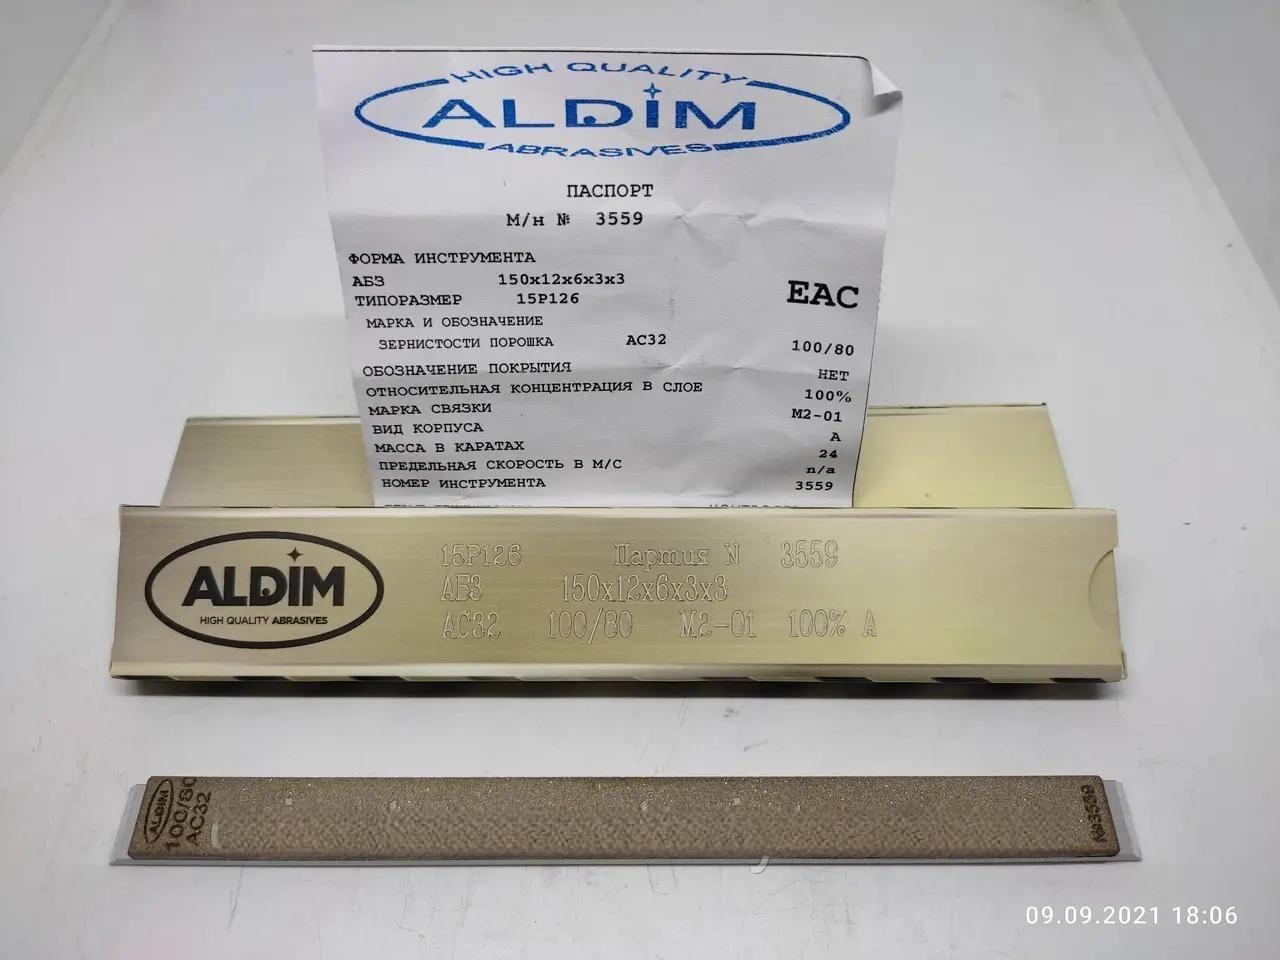 HIGH QUALITY
ALDIM
ABRASIVES
ПАСПОРТ
М/н № 3559
ФОРМА ИНСТРУМЕНТА
АБЗ 150х12х6х3х3
ТИПОРАЗМЕР 15Р126
ЕАС
МАРКА И ОБОЗНАЧЕНИЕ
ЗЕРНИСТОСТИ ПОРОШКА АС32 100/80
ОБОЗНАЧЕНИЕ ПОКРЫТИЯ НЕТ
ОТНОСИТЕЛЬНАЯ КОНЦЕНТРАЦИЯ В СЛОЕ 100%
МАРКА СВЯЗКИ М2-01
ВИД КОРПУСА А
МАССА В КАРАТАХ 24
ПРЕДЕЛЬНАЯ СКОРОСТЬ В М/С n/a
НОМЕР ИНСТРУМЕНТА 3559
ALDIM
HIGH QUALITY ABRASIVES
15Р126 Партия N 3559
АБЗ 150х12х6х3х3
АС32 100/80 М2-01 100% А
ALDIM
100/80
АС32
№3559
09.09.2021 18:06